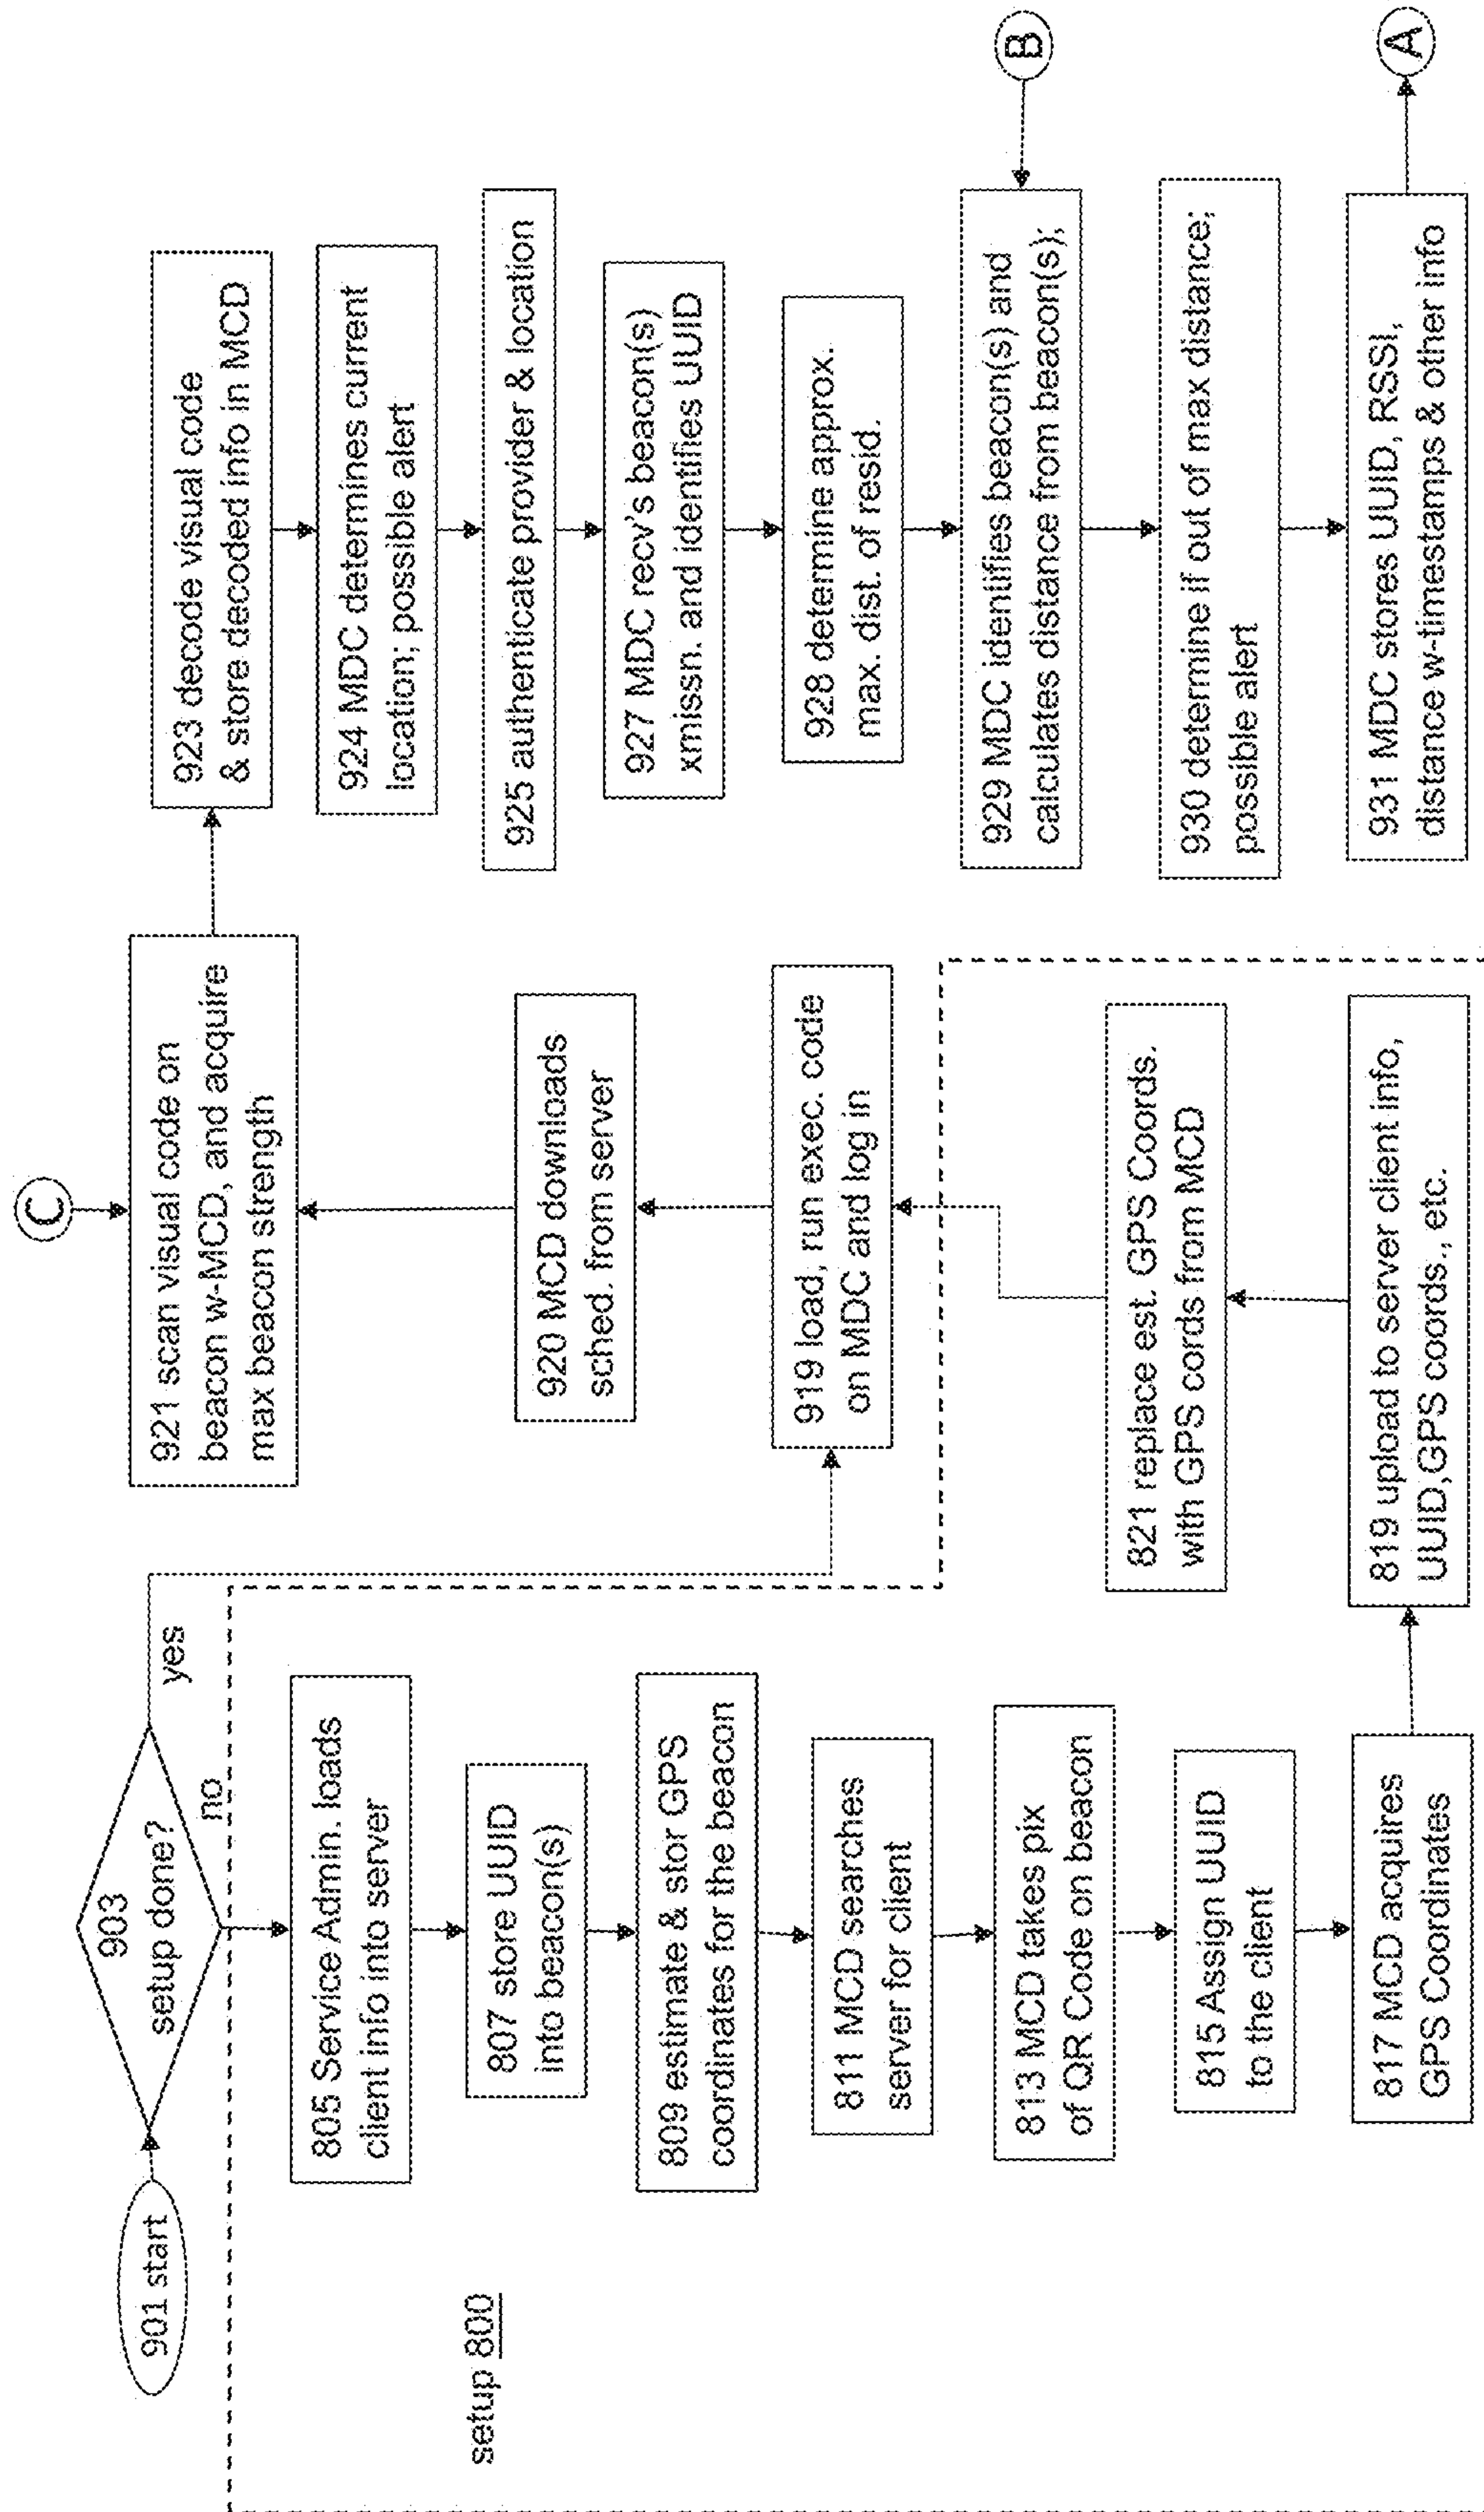 901 start
903
setup done?
yes
no
setup 800
805 Service Admin. loads
client info into server
807 store UUID
into beacon(s)
809 estimate & stor GPS
coordinates for the beacon
811 MCD searches
server for client
813 MCD takes pix
of QR Code on beacon
815 Assign UUID
to the client
817 MCD acquires
GPS Coordinates
819 upload to server client info,
UUID,GPS coords., etc.
821 replace est. GPS Coords.
with GPS cords from MCD
919 load, run exec. code
on MDC and log in
920 MCD downloads
sched. from server
C
921 scan visual code on
beacon w-MCD, and acquire
max beacon strength
923 decode visual code
& store decoded info in MCD
924 MDC determines current
location; possible alert
925 authenticate provider & location
927 MDC recv's beacon(s)
xmissn. and identifies UUID
928 determine approx.
max. dist. of resid.
B
929 MDC identifies beacon(s) and
calculates distance from beacon(s);
930 determine if out of max distance;
possible alert
931 MDC stores UUID, RSSI,
distance w-timestamps & other info
A